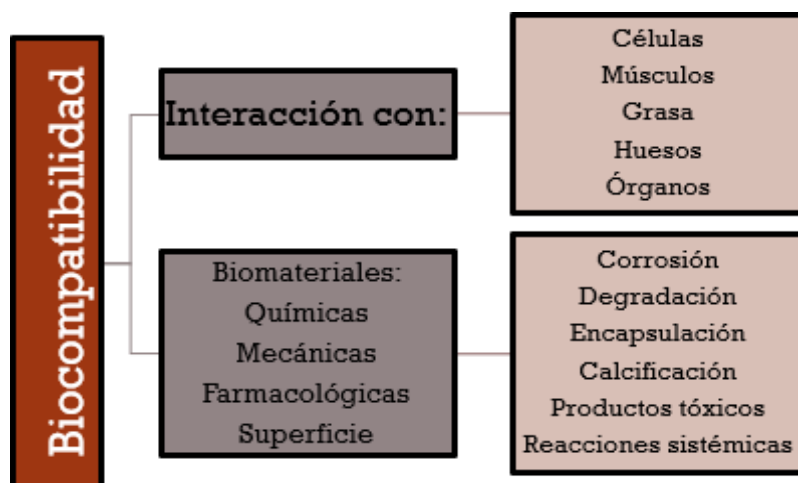 Biocompatibilidad
Interacción con:
Células
Músculos
Grasa
Huesos
Órganos
Biomateriales:
Químicas
Mecánicas
Farmacológicas
Superficie
Corrosión
Degradación
Encapsulación
Calcificación
Productos tóxicos
Reacciones sistémicas